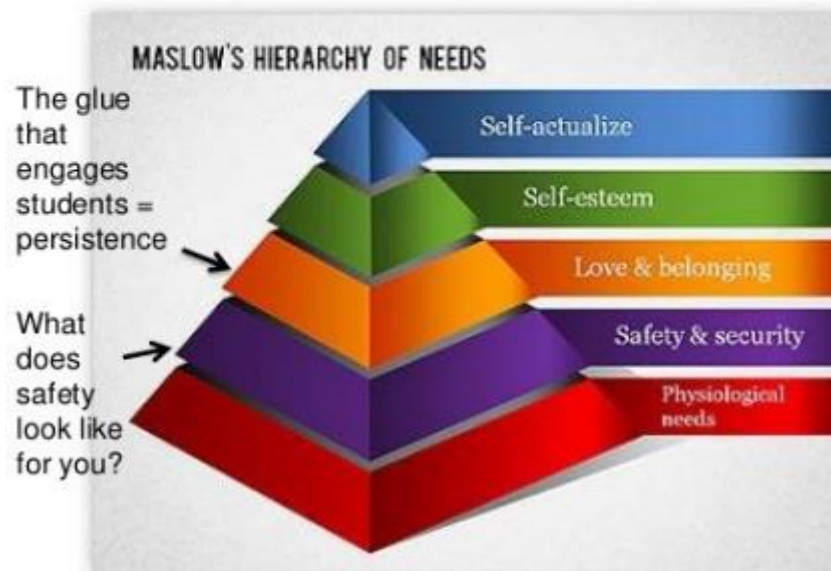 MASLOW'S HIERARCHY OF NEEDS
The glue
that
engages
students =
persistence
What
does
safety
look like
for you?
Self-actualize
Self-esteem
Love & belonging
Safety & security
Physiological
needs